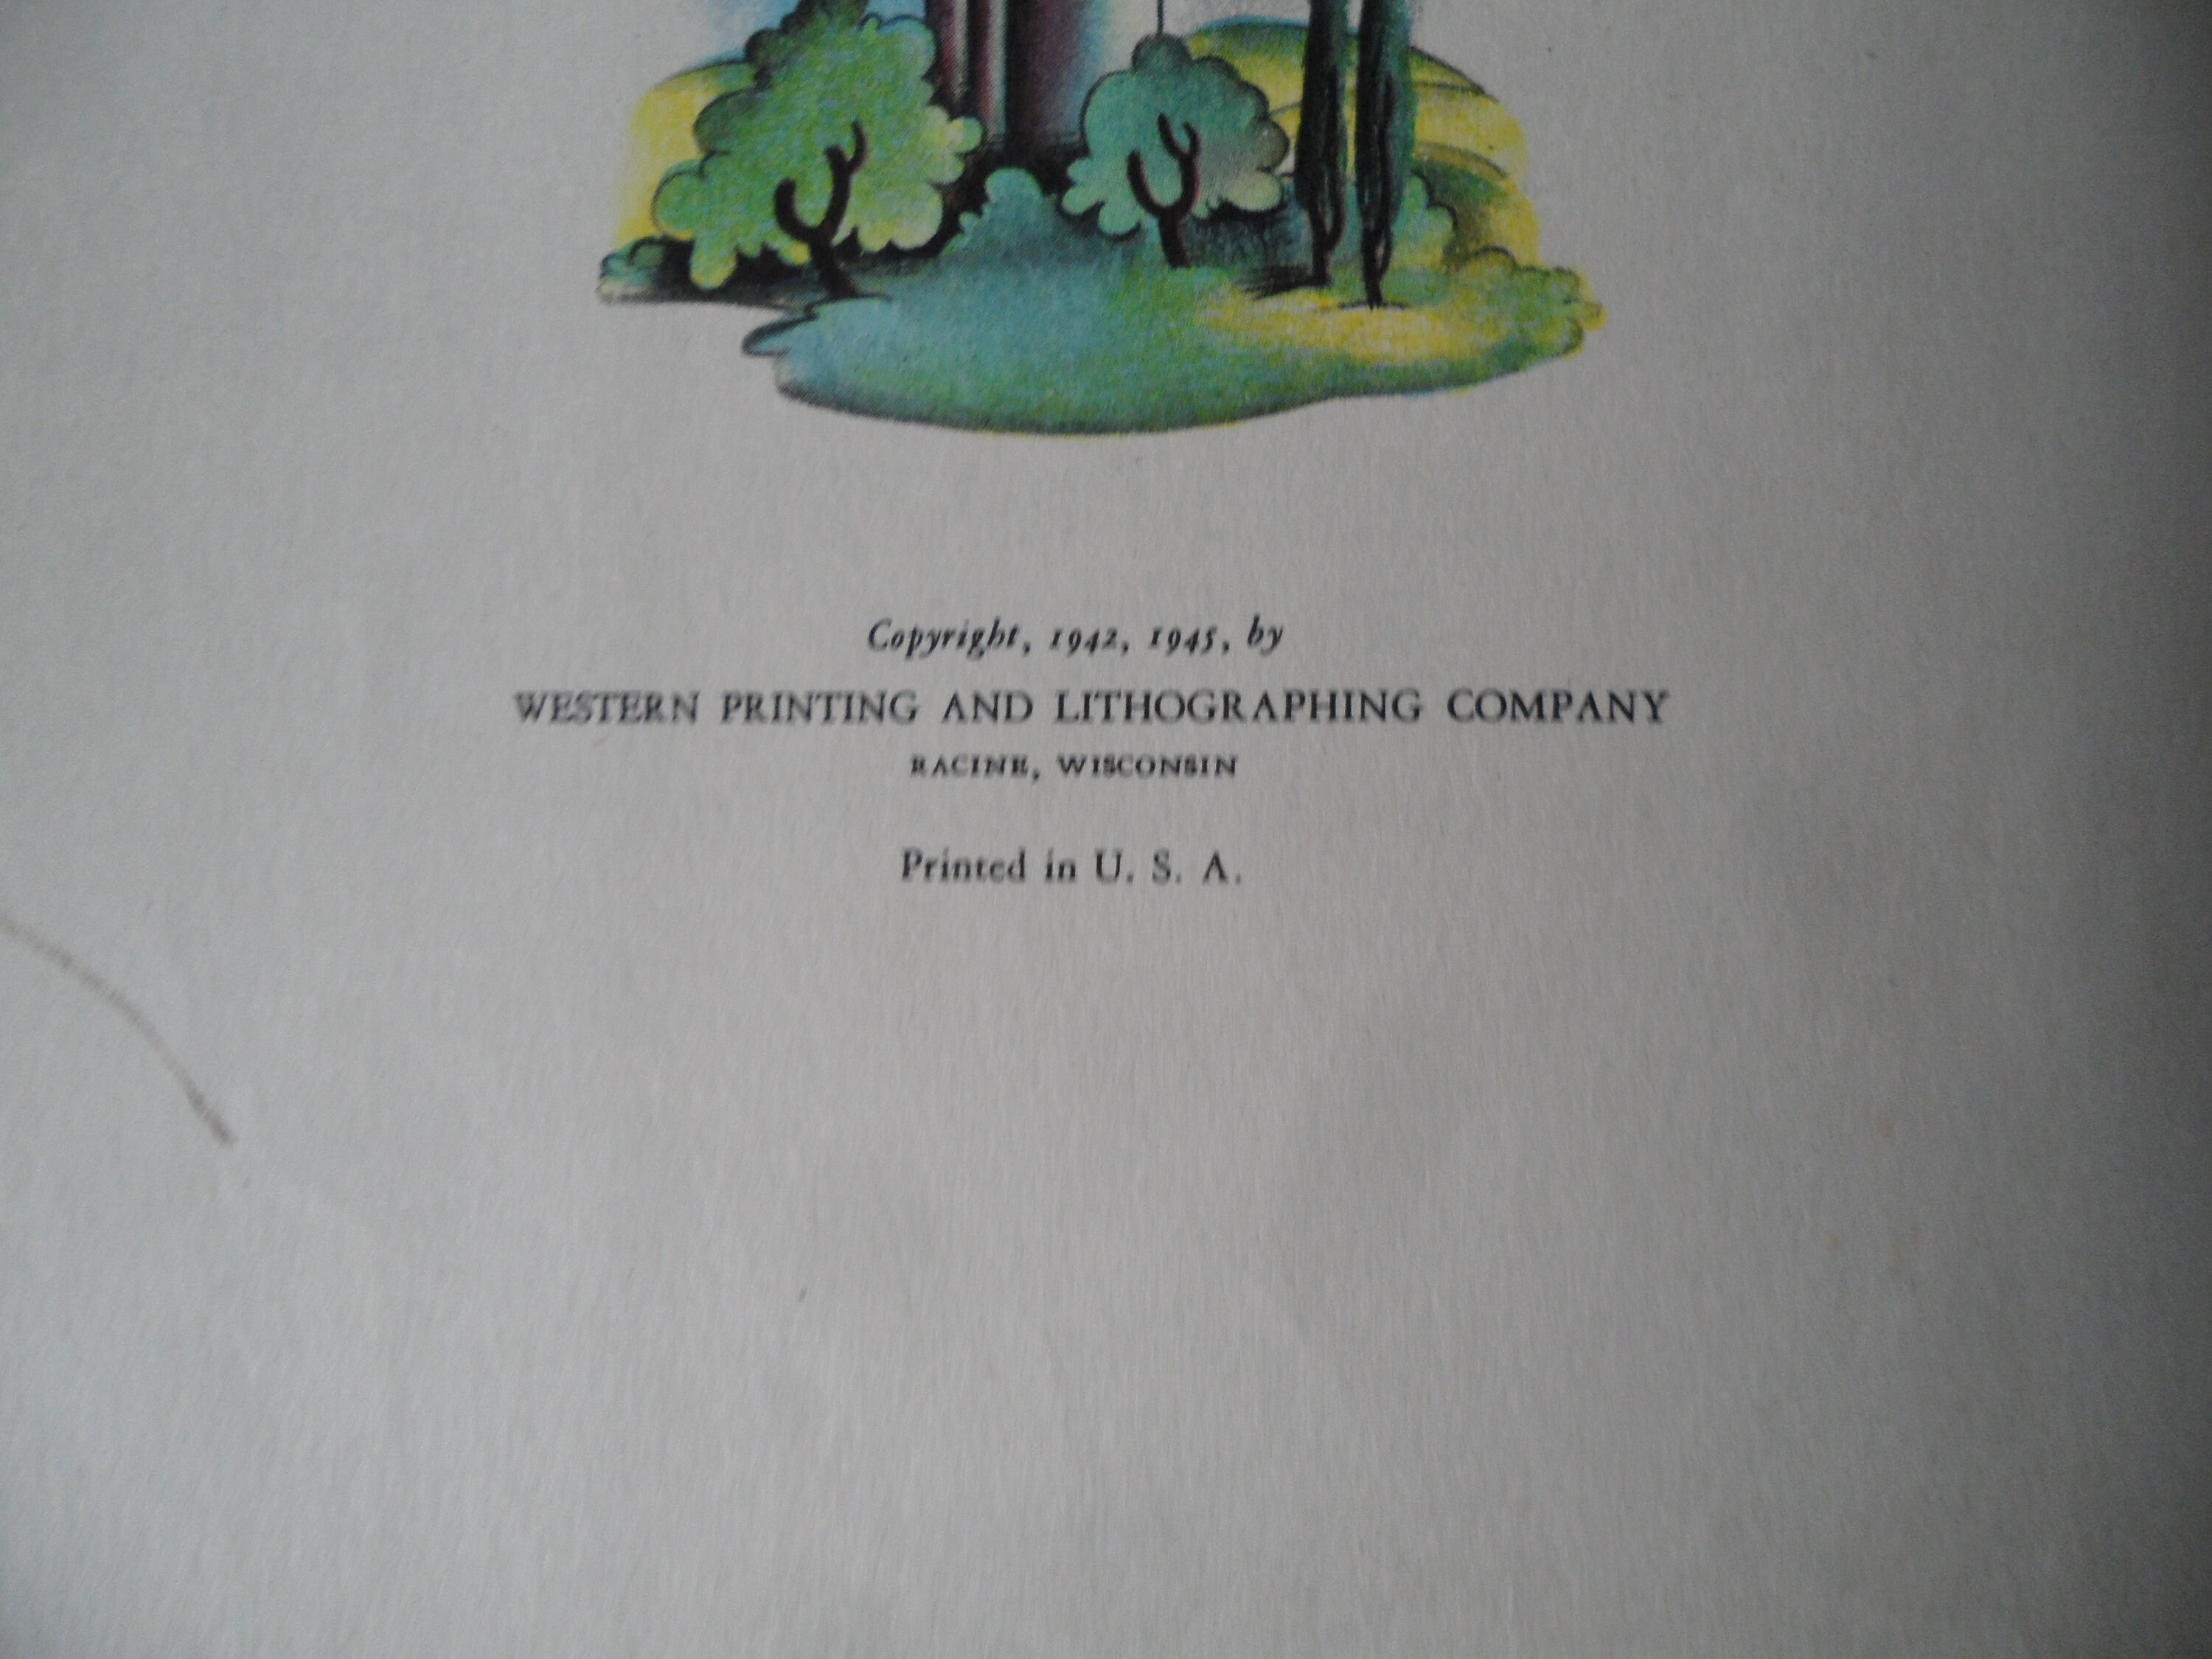 Copyright, 1942, 1945, by
WESTERN PRINTING AND LITHOGRAPHING COMPANY
RACINE, WISCONSIN
Printed in U. S. A.